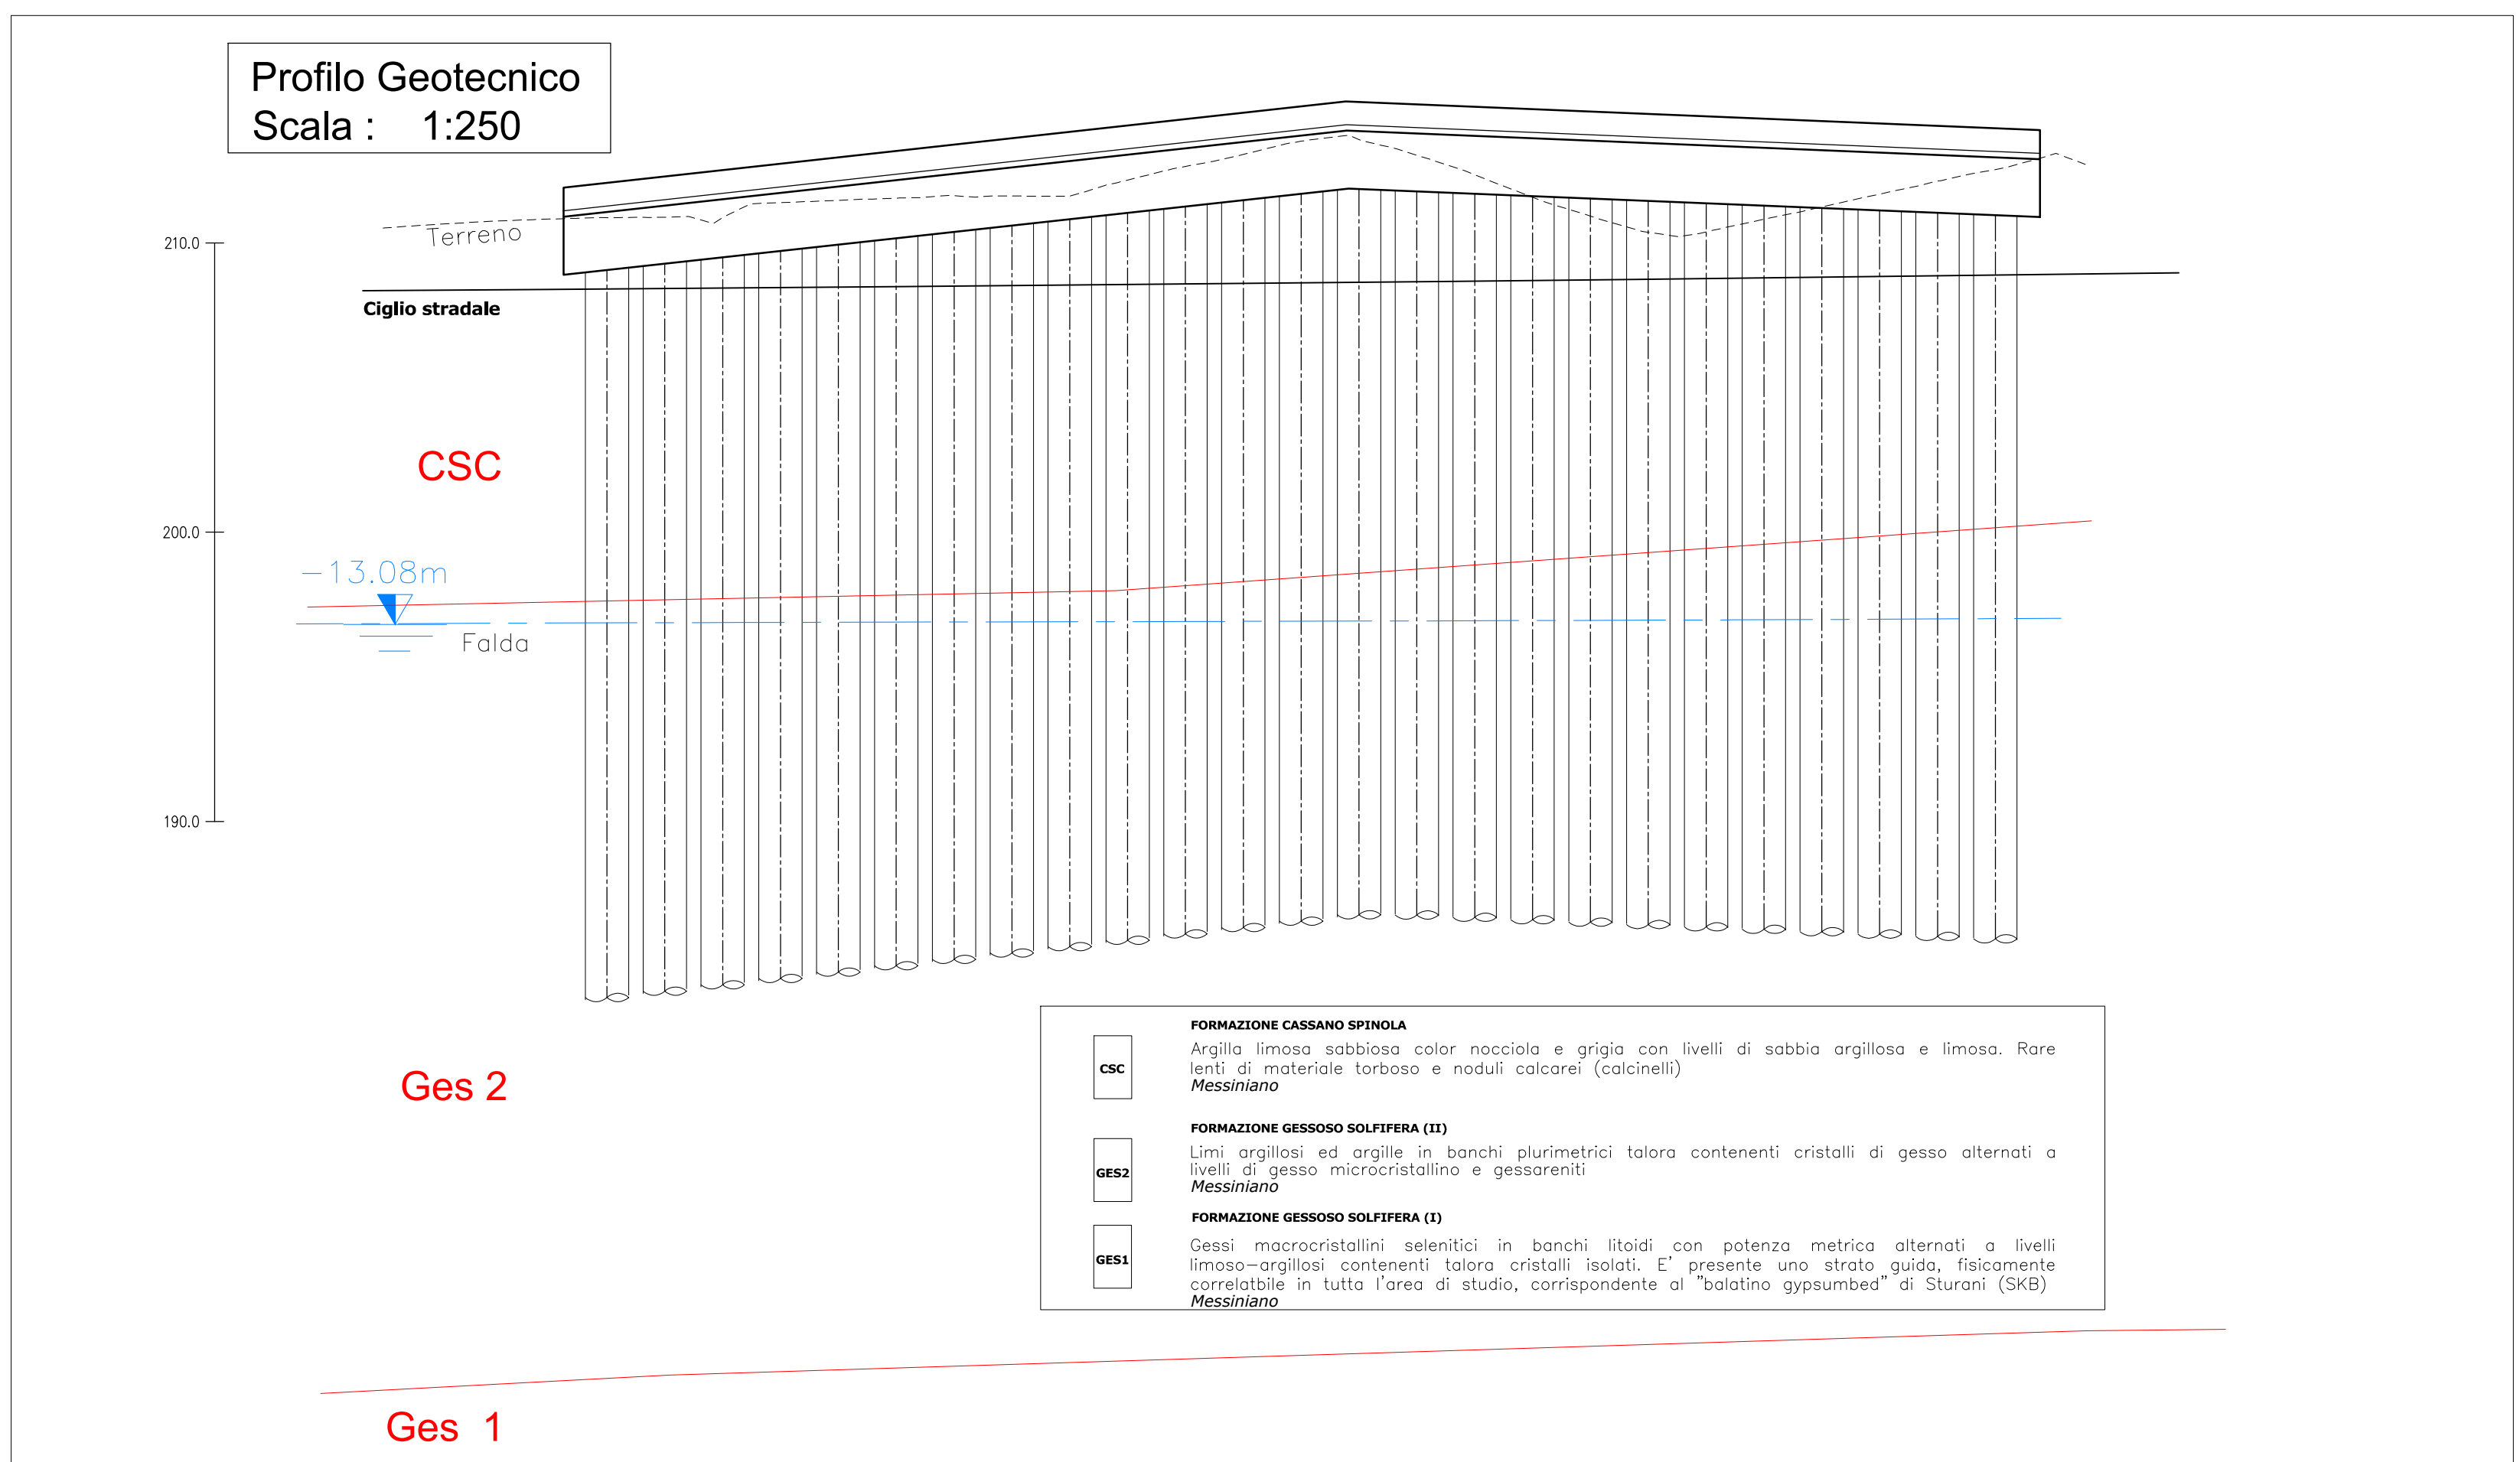 Profilo Geotecnico
Scala : 1:250
Terreno
210.0
Ciglio stradale
CSC
200.0
-13.08m
Falda
190.0
Ges 2
FORMAZIONE CASSANO SPINOLA
CSC
Argilla limosa sabbiosa color nocciola e grigia con livelli di sabbia argillosa e limosa. Rare
lenti di materiale torboso e noduli calcarei (calcinelli)
Messiniano
FORMAZIONE GESSOSO SOLFIFERA (II)
GES2
Limi argillosi ed argille in banchi plurimetrici talora contenenti cristalli di gesso alternati a
livelli di gesso microcristallino e gessareniti
Messiniano
FORMAZIONE GESSOSO SOLFIFERA (I)
GES1
Gessi macrocristallini selenitici in banchi litoidi con potenza metrica alternati a livelli
limoso-argillosi contenenti talora cristalli isolati. E' presente uno strato guida, fisicamente
correlatbile in tutta l'area di studio, corrispondente al "balatino gypsumbed" di Sturani (SKB)
Messiniano
Ges 1